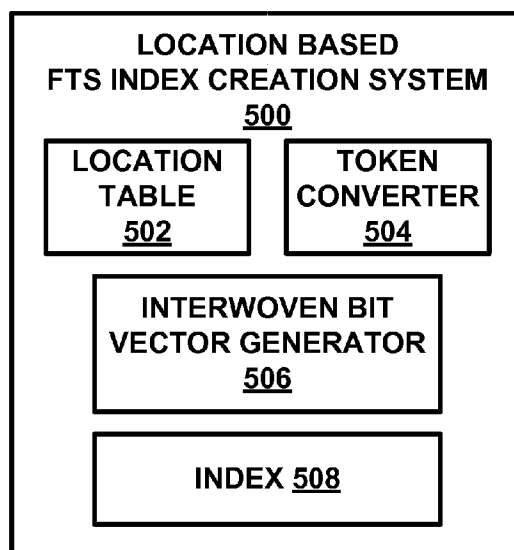 LOCATION BASED
FTS INDEX CREATION SYSTEM
500
LOCATION
TABLE
502
TOKEN
CONVERTER
504
INTERWOVEN BIT
VECTOR GENERATOR
506
INDEX 508